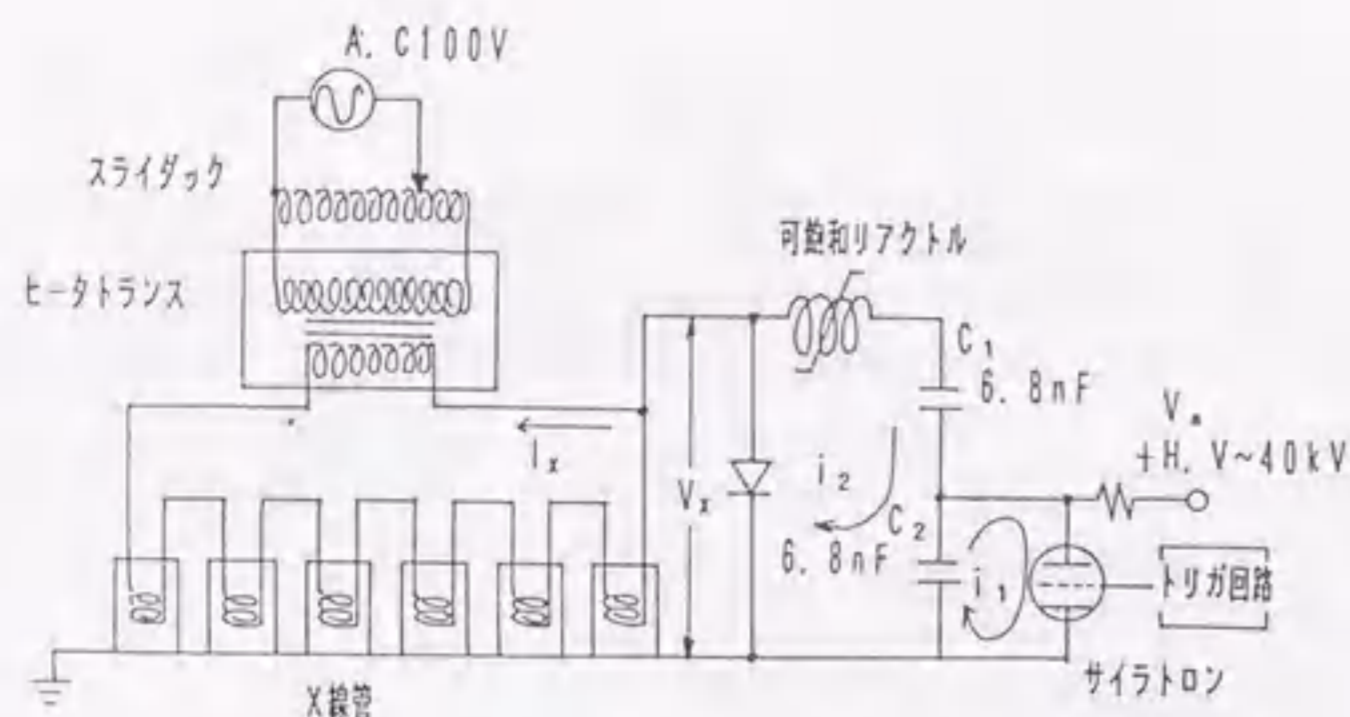 A. C100V
スライダック
ヒータトランス
可飽和リアクトル
C₁
6. 8nF
Iₓ
Vₓ
i₂
C₂
6. 8nF
i₁
+H. V~40kV
トリガ回路
サイラトロン
X線管